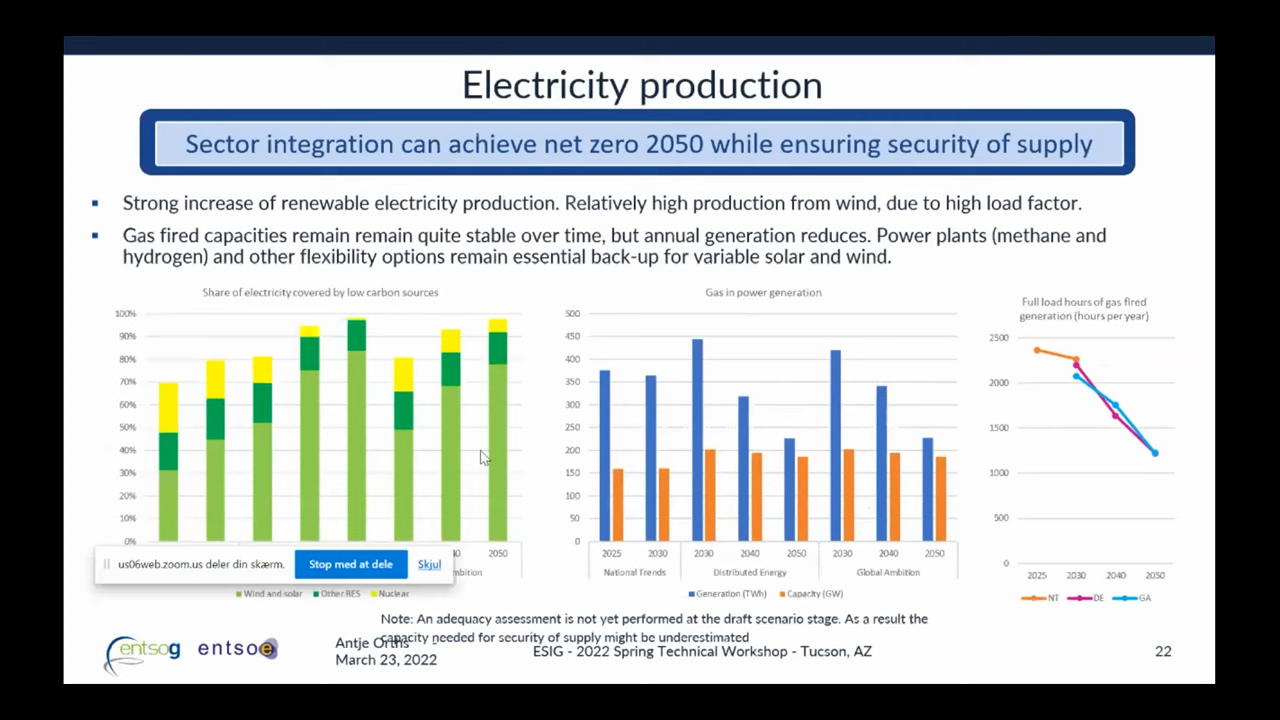 Electricity production
Sector integration can achieve net zero 2050 while ensuring security of supply
▪ Strong increase of renewable electricity production. Relatively high production from wind, due to high load factor.
▪ Gas fired capacities remain remain quite stable over time, but annual generation reduces. Power plants (methane and
hydrogen) and other flexibility options remain essential back-up for variable solar and wind.
Share of electricity covered by low carbon sources
100%
90%
80%
70%
60%
50%
40%
30%
20%
10%
0%
2050
us06web.zoom.us deler din skærm.
Stop med at dele
Skjul
Wind and solar Other RES Nuclear
Gas in power generation
500
450
400
350
300
250
200
150
100
50
0
2025 2030 2030 2040 2050 2030 2040 2050
National Trends Distributed Energy Global Ambition
Generation (TWh) Capacity (GW)
Full load hours of gas fired
generation (hours per year)
2500
2000
1500
1000
500
0
2025 2030 2040 2050
NT DE GA
Note: An adequacy assessment is not yet performed at the draft scenario stage. As a result the
capacity needed for security of supply might be underestimated
entsog
entsoe
Antje Orths -
March 23, 2022
ESIG - 2022 Spring Technical Workshop - Tucson, AZ
22